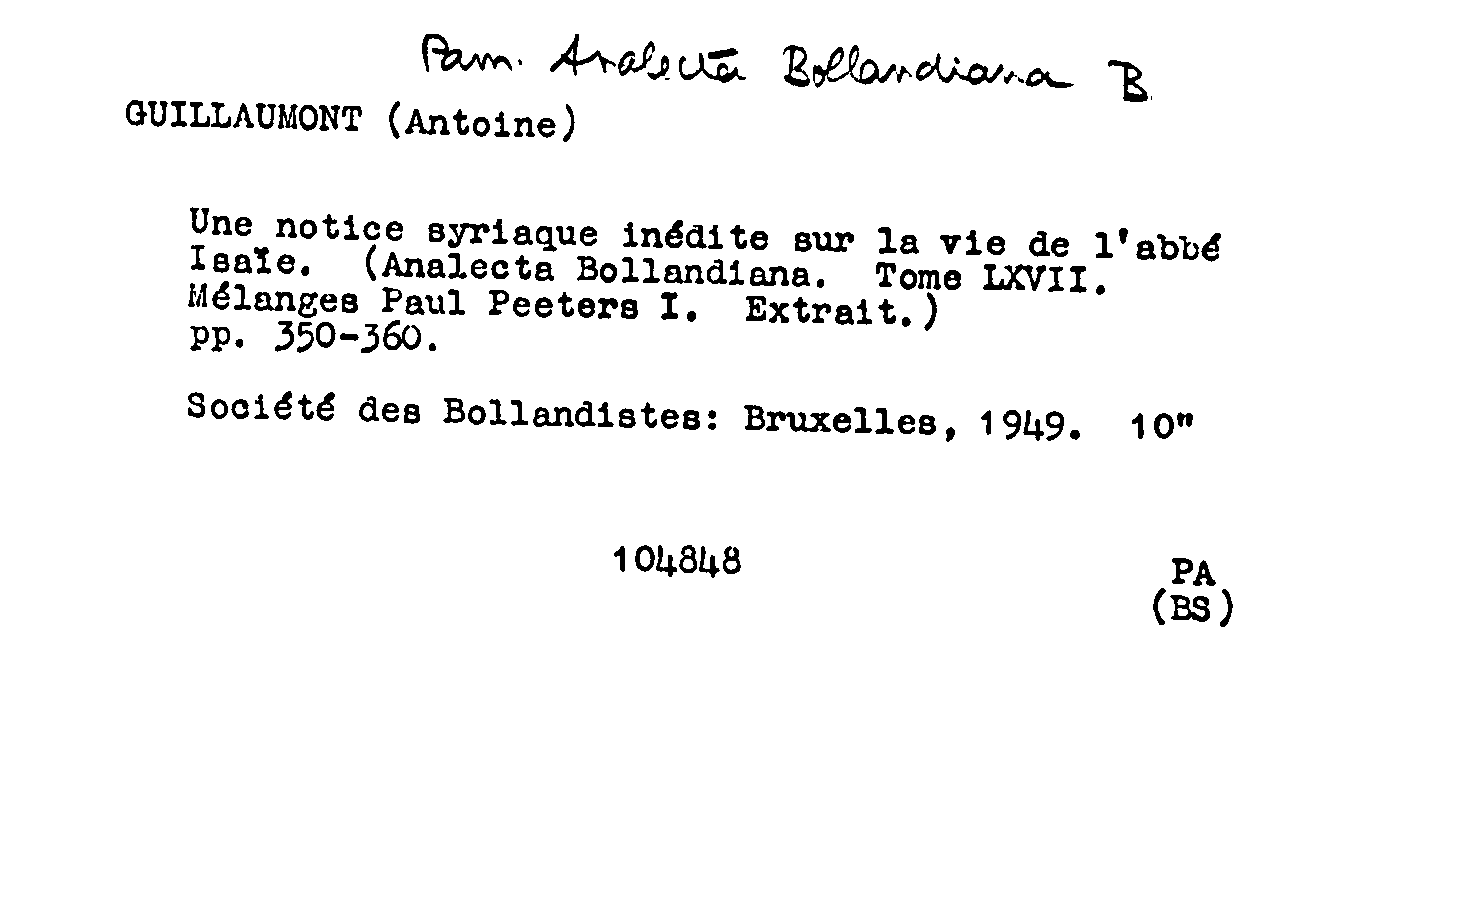 Pam. Analecta Bollandiana B.
GUILLAUMONT (Antoine)
Une notice syriaque inédite sur la vie de l'abbé
Isaïe. (Analecta Bollandiana. Tome LXVII.
Mélanges Paul Peeters I. Extrait.)
pp. 350-360.
Société des Bollandistes: Bruxelles, 1949. 10"
104848
PA
(BS)